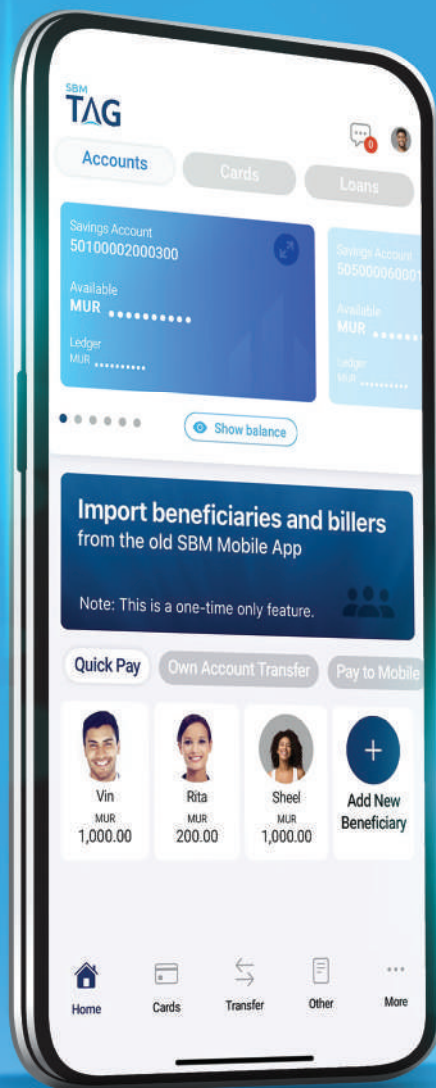 SBM
TAG
0
Accounts
Cards
Loans
Savings Account
50100002000300
Available
MUR ..........
Ledger
MUR ..........
Savings Account
505000060001
Available
MUR ..........
Ledger
MUR ..........
Show balance
Import beneficiaries and billers
from the old SBM Mobile App
Note: This is a one-time only feature.
Quick Pay
Own Account Transfer
Pay to Mobile
Vin
MUR
1,000.00
Rita
MUR
200.00
Sheel
MUR
1,000.00
Add New
Beneficiary
Home
Cards
Transfer
Other
More